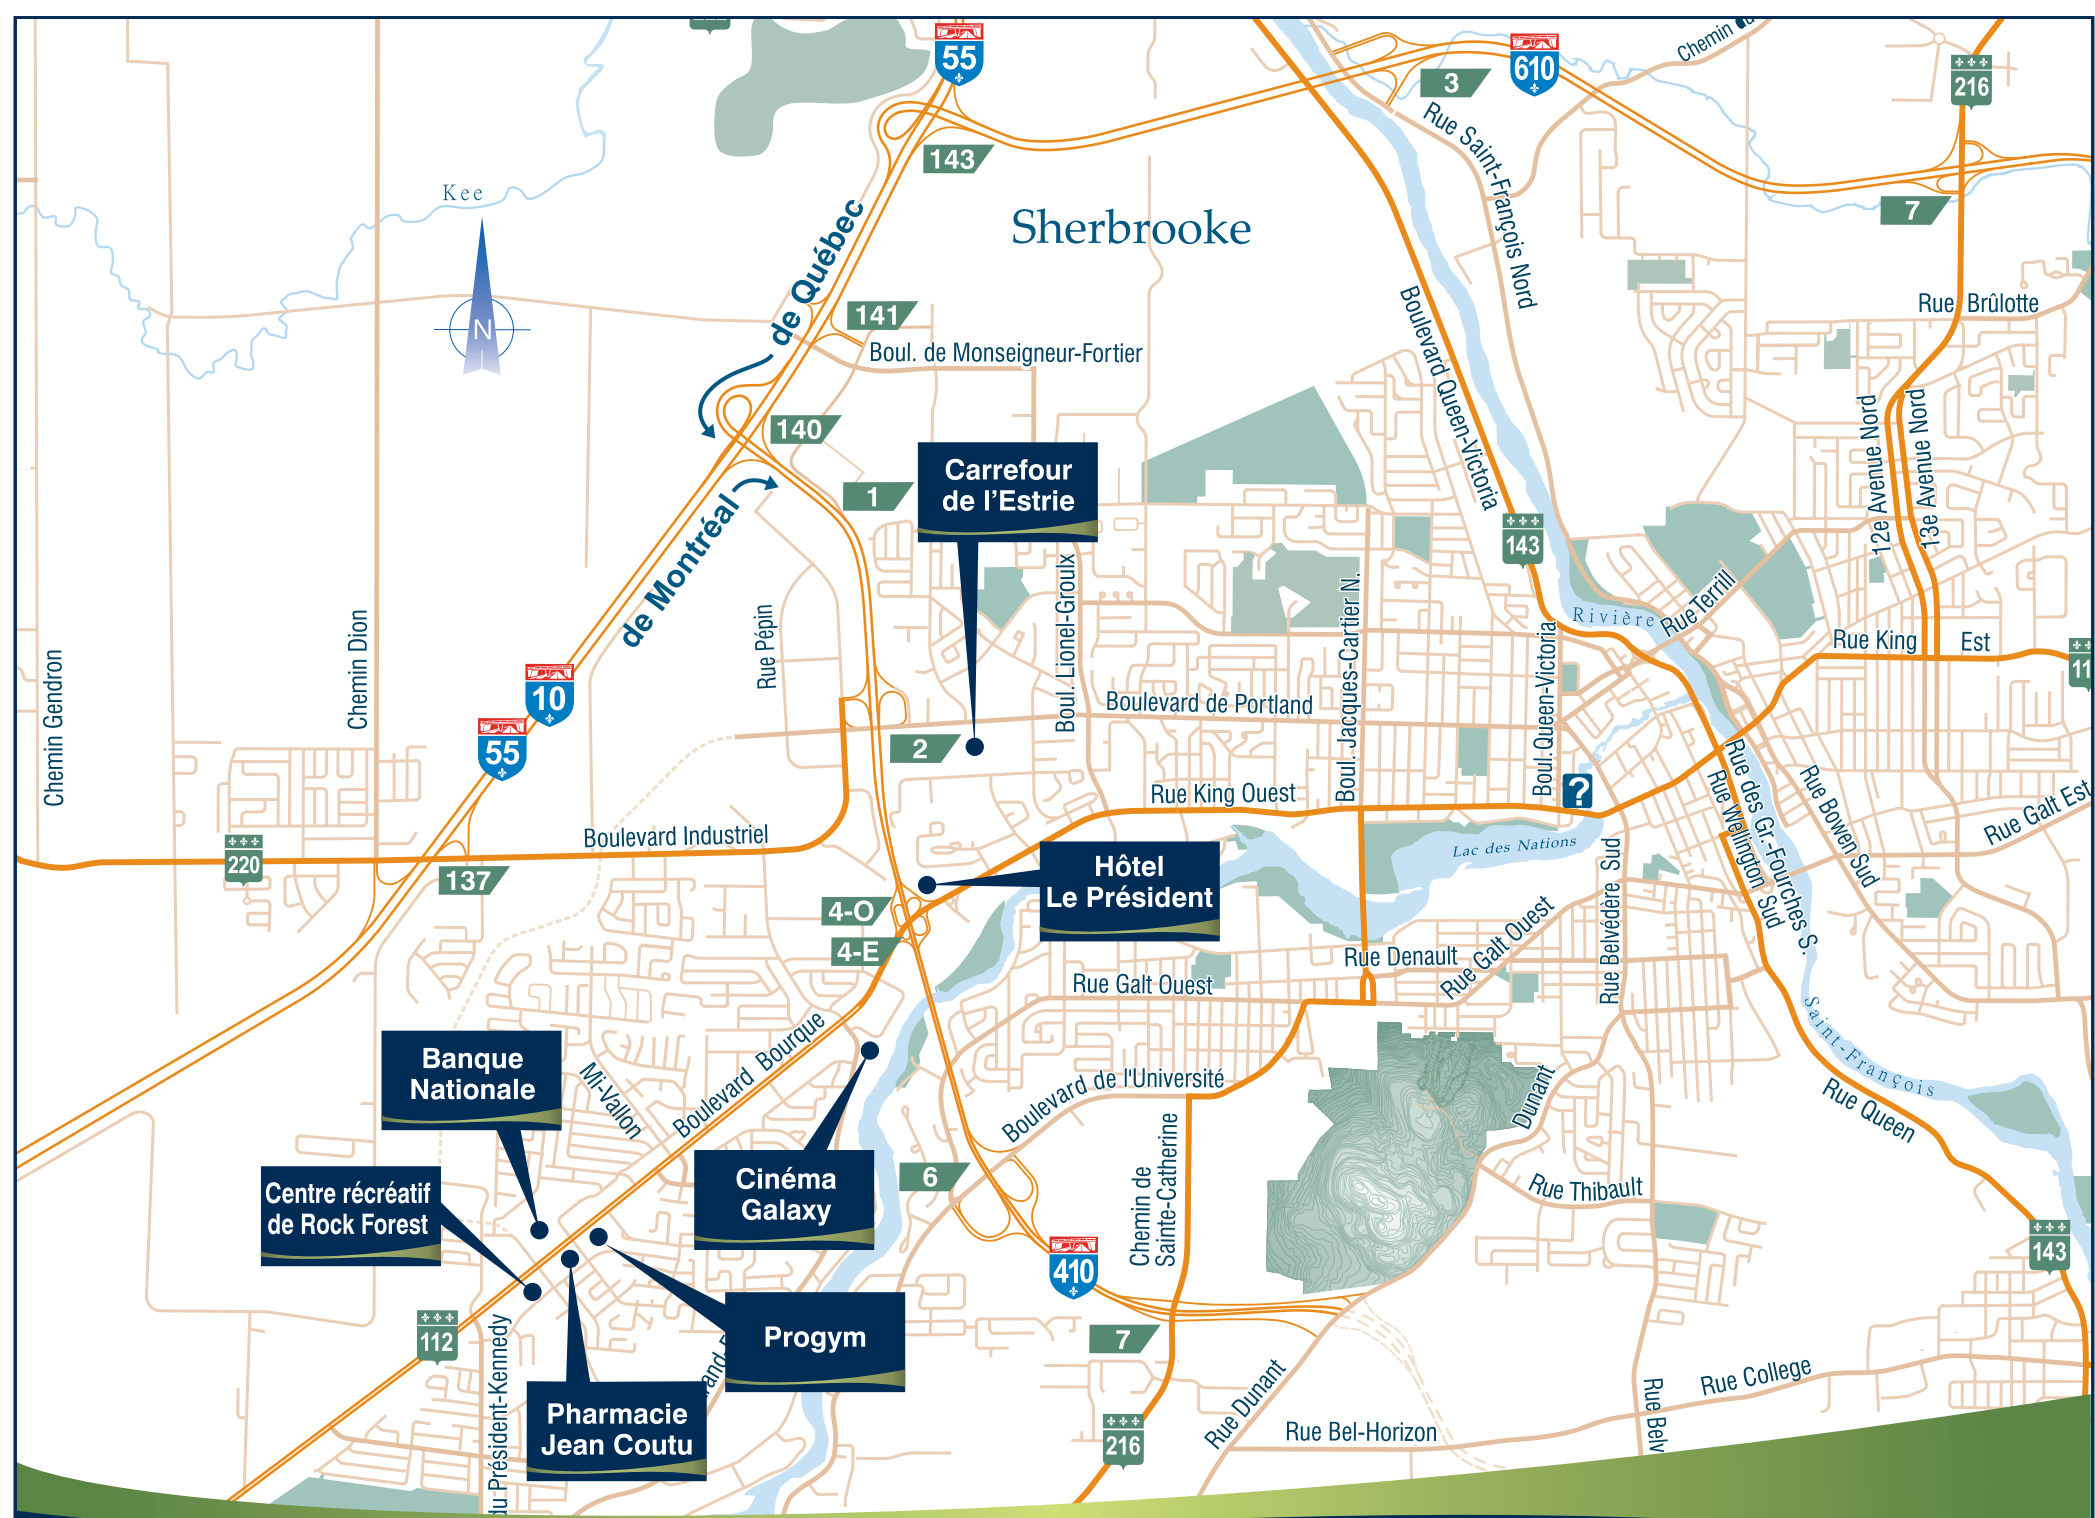 55
610
3
Chemin
216
143
Rue Saint-François Nord
7
Kee
Sherbrooke
de Québec
N
141
Boul. de Monseigneur-Fortier
Boulevard Queen-Victoria
Rue Brûlotte
140
12e Avenue Nord
13e Avenue Nord
1
Carrefour
de l'Estrie
de Montréal
143
Rivière
Rue Terrill
Rue King Est
11
Chemin Gendron
Chemin Dion
Rue Pépin
Boul. Lionel-Groulx
Boul. Jacques-Cartier N.
Boul. Queen-Victoria
10
55
Boulevard de Portland
2
Rue King Ouest
?
Rue des Gr.-Fourches S.
Rue Welington Sud
Rue Bowen Sud
Rue Galt Est
Boulevard Industriel
220
137
Lac des Nations
Hôtel
Le Président
4-O
4-E
Rue Belvédère Sud
Rue Denault
Rue Galt Ouest
Rue Galt Ouest
Saint-François
Banque
Nationale
Mi-Vallon
Boulevard Bourque
Boulevard de l'Université
Dunant
Rue Queen
Chemin de
Sainte-Catherine
Centre récréatif
de Rock Forest
Cinéma
Galaxy
6
Rue Thibault
410
143
112
Progym
7
du Président-Kennedy
Pharmacie
Jean Coutu
Rue Dunant
216
Rue Bel-Horizon
Rue Belv
Rue College